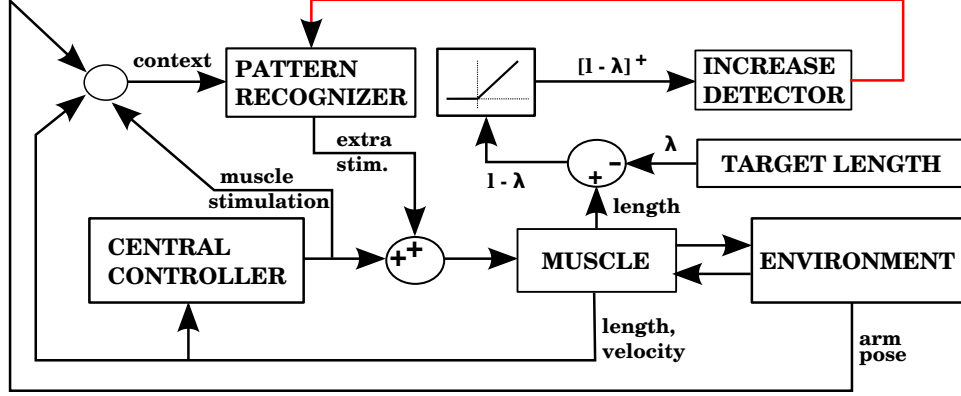 context
PATTERN
RECOGNIZER
[l - λ]⁺
INCREASE
DETECTOR
extra
stim.
λ
TARGET LENGTH
l - λ
-
+
muscle
stimulation
length
CENTRAL
CONTROLLER
+
+
MUSCLE
ENVIRONMENT
length,
velocity
arm
pose